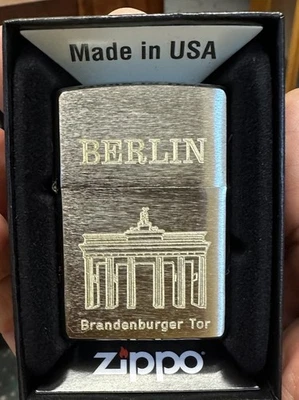 Made in USA
BERLIN
Brandenburger Tor
zippo